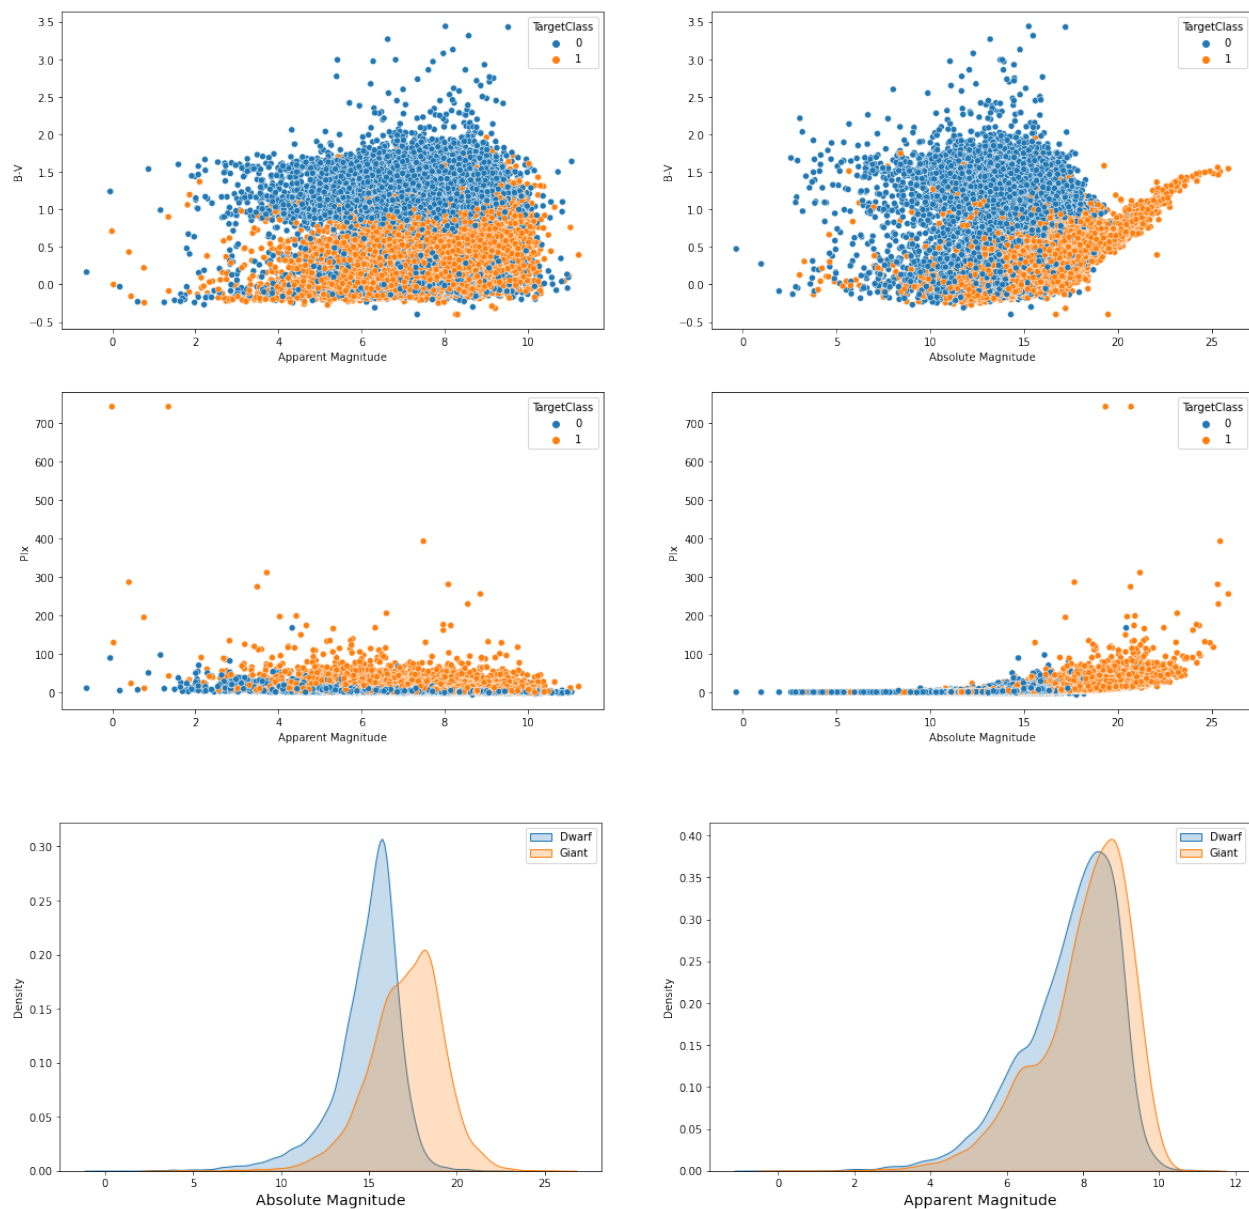 TargetClass
0
1
3.5
3.0
2.5
2.0
1.5
1.0
0.5
0.0
−0.5
B-V
0 2 4 6 8 10
Apparent Magnitude
TargetClass
0
1
3.5
3.0
2.5
2.0
1.5
1.0
0.5
0.0
−0.5
B-V
0 5 10 15 20 25
Absolute Magnitude
TargetClass
0
1
700
600
500
400
300
200
100
0
Plx
0 2 4 6 8 10
Apparent Magnitude
TargetClass
0
1
700
600
500
400
300
200
100
0
Plx
0 5 10 15 20 25
Absolute Magnitude
Dwarf
Giant
0.30
0.25
0.20
0.15
0.10
0.05
0.00
Density
0 5 10 15 20 25
Absolute Magnitude
Dwarf
Giant
0.40
0.35
0.30
0.25
0.20
0.15
0.10
0.05
0.00
Density
0 2 4 6 8 10 12
Apparent Magnitude